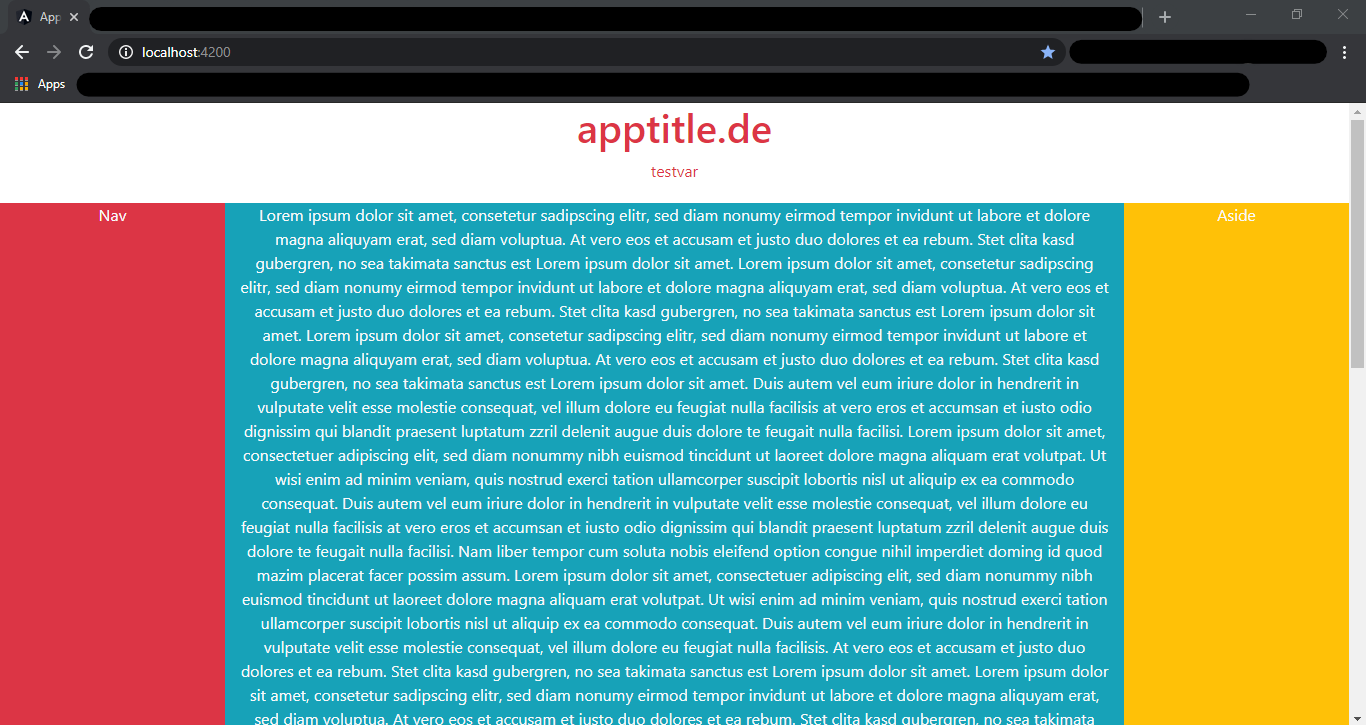 App
localhost:4200
Apps
apptitle.de
testvar
Nav
Lorem ipsum dolor sit amet, consetetur sadipscing elitr, sed diam nonumy eirmod tempor invidunt ut labore et dolore
magna aliquyam erat, sed diam voluptua. At vero eos et accusam et justo duo dolores et ea rebum. Stet clita kasd
gubergren, no sea takimata sanctus est Lorem ipsum dolor sit amet. Lorem ipsum dolor sit amet, consetetur sadipscing
elitr, sed diam nonumy eirmod tempor invidunt ut labore et dolore magna aliquyam erat, sed diam voluptua. At vero eos et
accusam et justo duo dolores et ea rebum. Stet clita kasd gubergren, no sea takimata sanctus est Lorem ipsum dolor sit
amet. Lorem ipsum dolor sit amet, consetetur sadipscing elitr, sed diam nonumy eirmod tempor invidunt ut labore et
dolore magna aliquyam erat, sed diam voluptua. At vero eos et accusam et justo duo dolores et ea rebum. Stet clita kasd
gubergren, no sea takimata sanctus est Lorem ipsum dolor sit amet. Duis autem vel eum iriure dolor in hendrerit in
vulputate velit esse molestie consequat, vel illum dolore eu feugiat nulla facilisis at vero eros et accumsan et iusto odio
dignissim qui blandit praesent luptatum zzril delenit augue duis dolore te feugait nulla facilisi. Lorem ipsum dolor sit amet,
consectetuer adipiscing elit, sed diam nonummy nibh euismod tincidunt ut laoreet dolore magna aliquam erat volutpat. Ut
wisi enim ad minim veniam, quis nostrud exerci tation ullamcorper suscipit lobortis nisl ut aliquip ex ea commodo
consequat. Duis autem vel eum iriure dolor in hendrerit in vulputate velit esse molestie consequat, vel illum dolore eu
feugiat nulla facilisis at vero eros et accumsan et iusto odio dignissim qui blandit praesent luptatum zzril delenit augue duis
dolore te feugait nulla facilisi. Nam liber tempor cum soluta nobis eleifend option congue nihil imperdiet doming id quod
mazim placerat facer possim assum. Lorem ipsum dolor sit amet, consectetuer adipiscing elit, sed diam nonummy nibh
euismod tincidunt ut laoreet dolore magna aliquam erat volutpat. Ut wisi enim ad minim veniam, quis nostrud exerci tation
ullamcorper suscipit lobortis nisl ut aliquip ex ea commodo consequat. Duis autem vel eum iriure dolor in hendrerit in
vulputate velit esse molestie consequat, vel illum dolore eu feugiat nulla facilisis. At vero eos et accusam et justo duo
dolores et ea rebum. Stet clita kasd gubergren, no sea takimata sanctus est Lorem ipsum dolor sit amet. Lorem ipsum dolor
sit amet, consetetur sadipscing elitr, sed diam nonumy eirmod tempor invidunt ut labore et dolore magna aliquyam erat,
sed diam voluptua. At vero eos et accusam et justo duo dolores et ea rebum. Stet clita kasd gubergren, no sea takimata
Aside